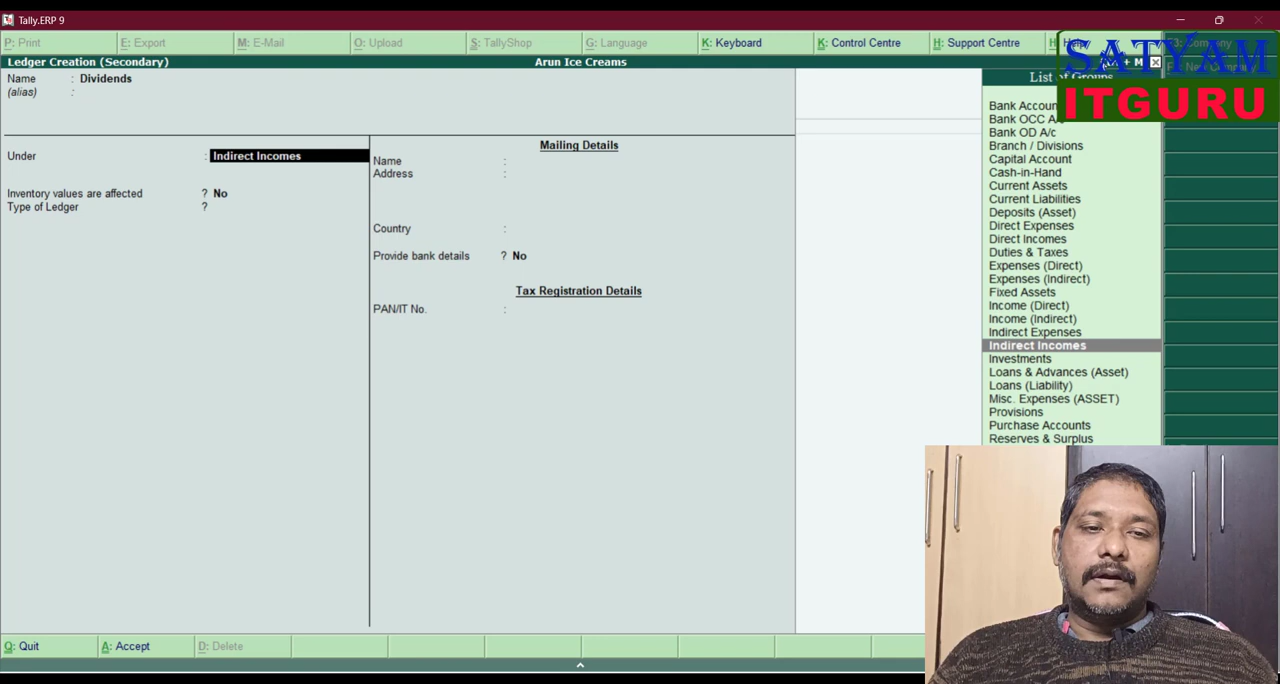 Tally.ERP 9
P: Print E: Export M: E-Mail O: Upload S: TallyShop G: Language K: Keyboard K: Control Centre H: Support Centre H: Help
Ledger Creation (Secondary) Arun Ice Creams + M
SATYAM
ITGURU
Name : Dividends
(alias) :
Under : Indirect Incomes
Inventory values are affected ? No
Type of Ledger ?
Mailing Details
Name :
Address :
Country :
Provide bank details ? No
Tax Registration Details
PAN/IT No. :
List of Groups
Bank Accoun
Bank OCC A/c
Bank OD A/c
Branch / Divisions
Capital Account
Cash-in-Hand
Current Assets
Current Liabilities
Deposits (Asset)
Direct Expenses
Direct Incomes
Duties & Taxes
Expenses (Direct)
Expenses (Indirect)
Fixed Assets
Income (Direct)
Income (Indirect)
Indirect Expenses
Indirect Incomes
Investments
Loans & Advances (Asset)
Loans (Liability)
Misc. Expenses (ASSET)
Provisions
Purchase Accounts
Reserves & Surplus
Q: Quit A: Accept D: Delete